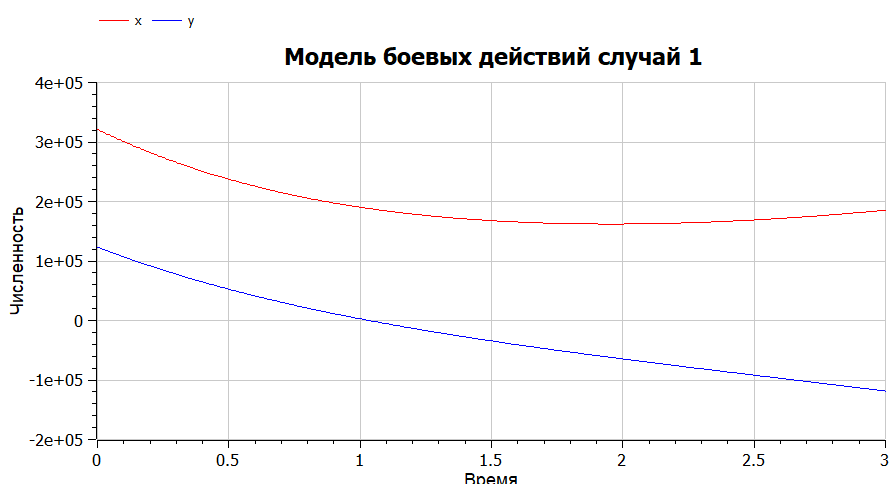 x y
Модель боевых действий случай 1
4e+05
3e+05
2e+05
1e+05
0
-1e+05
-2e+05
Численность
0 0.5 1 1.5 2 2.5 3
Время